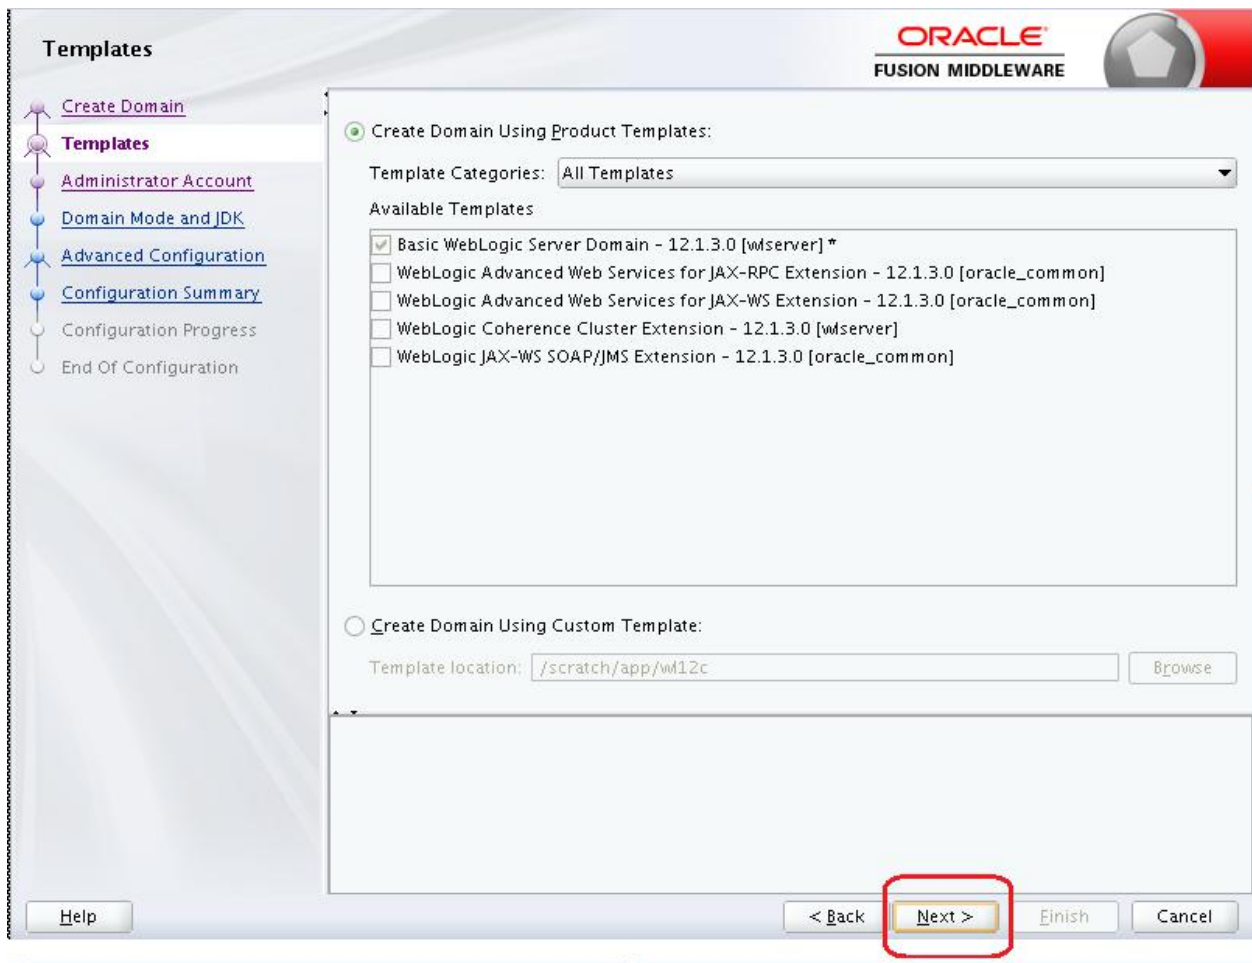 Templates
ORACLE
FUSION MIDDLEWARE
Create Domain
Templates
Administrator Account
Domain Mode and JDK
Advanced Configuration
Configuration Summary
Configuration Progress
End Of Configuration
Create Domain Using Product Templates:
Template Categories: All Templates
Available Templates
Basic WebLogic Server Domain - 12.1.3.0 [wlserver] *
WebLogic Advanced Web Services for JAX-RPC Extension - 12.1.3.0 [oracle_common]
WebLogic Advanced Web Services for JAX-WS Extension - 12.1.3.0 [oracle_common]
WebLogic Coherence Cluster Extension - 12.1.3.0 [wlserver]
WebLogic JAX-WS SOAP/JMS Extension - 12.1.3.0 [oracle_common]
Create Domain Using Custom Template:
Template location: /scratch/app/wl12c Browse
Help < Back Next > Finish Cancel